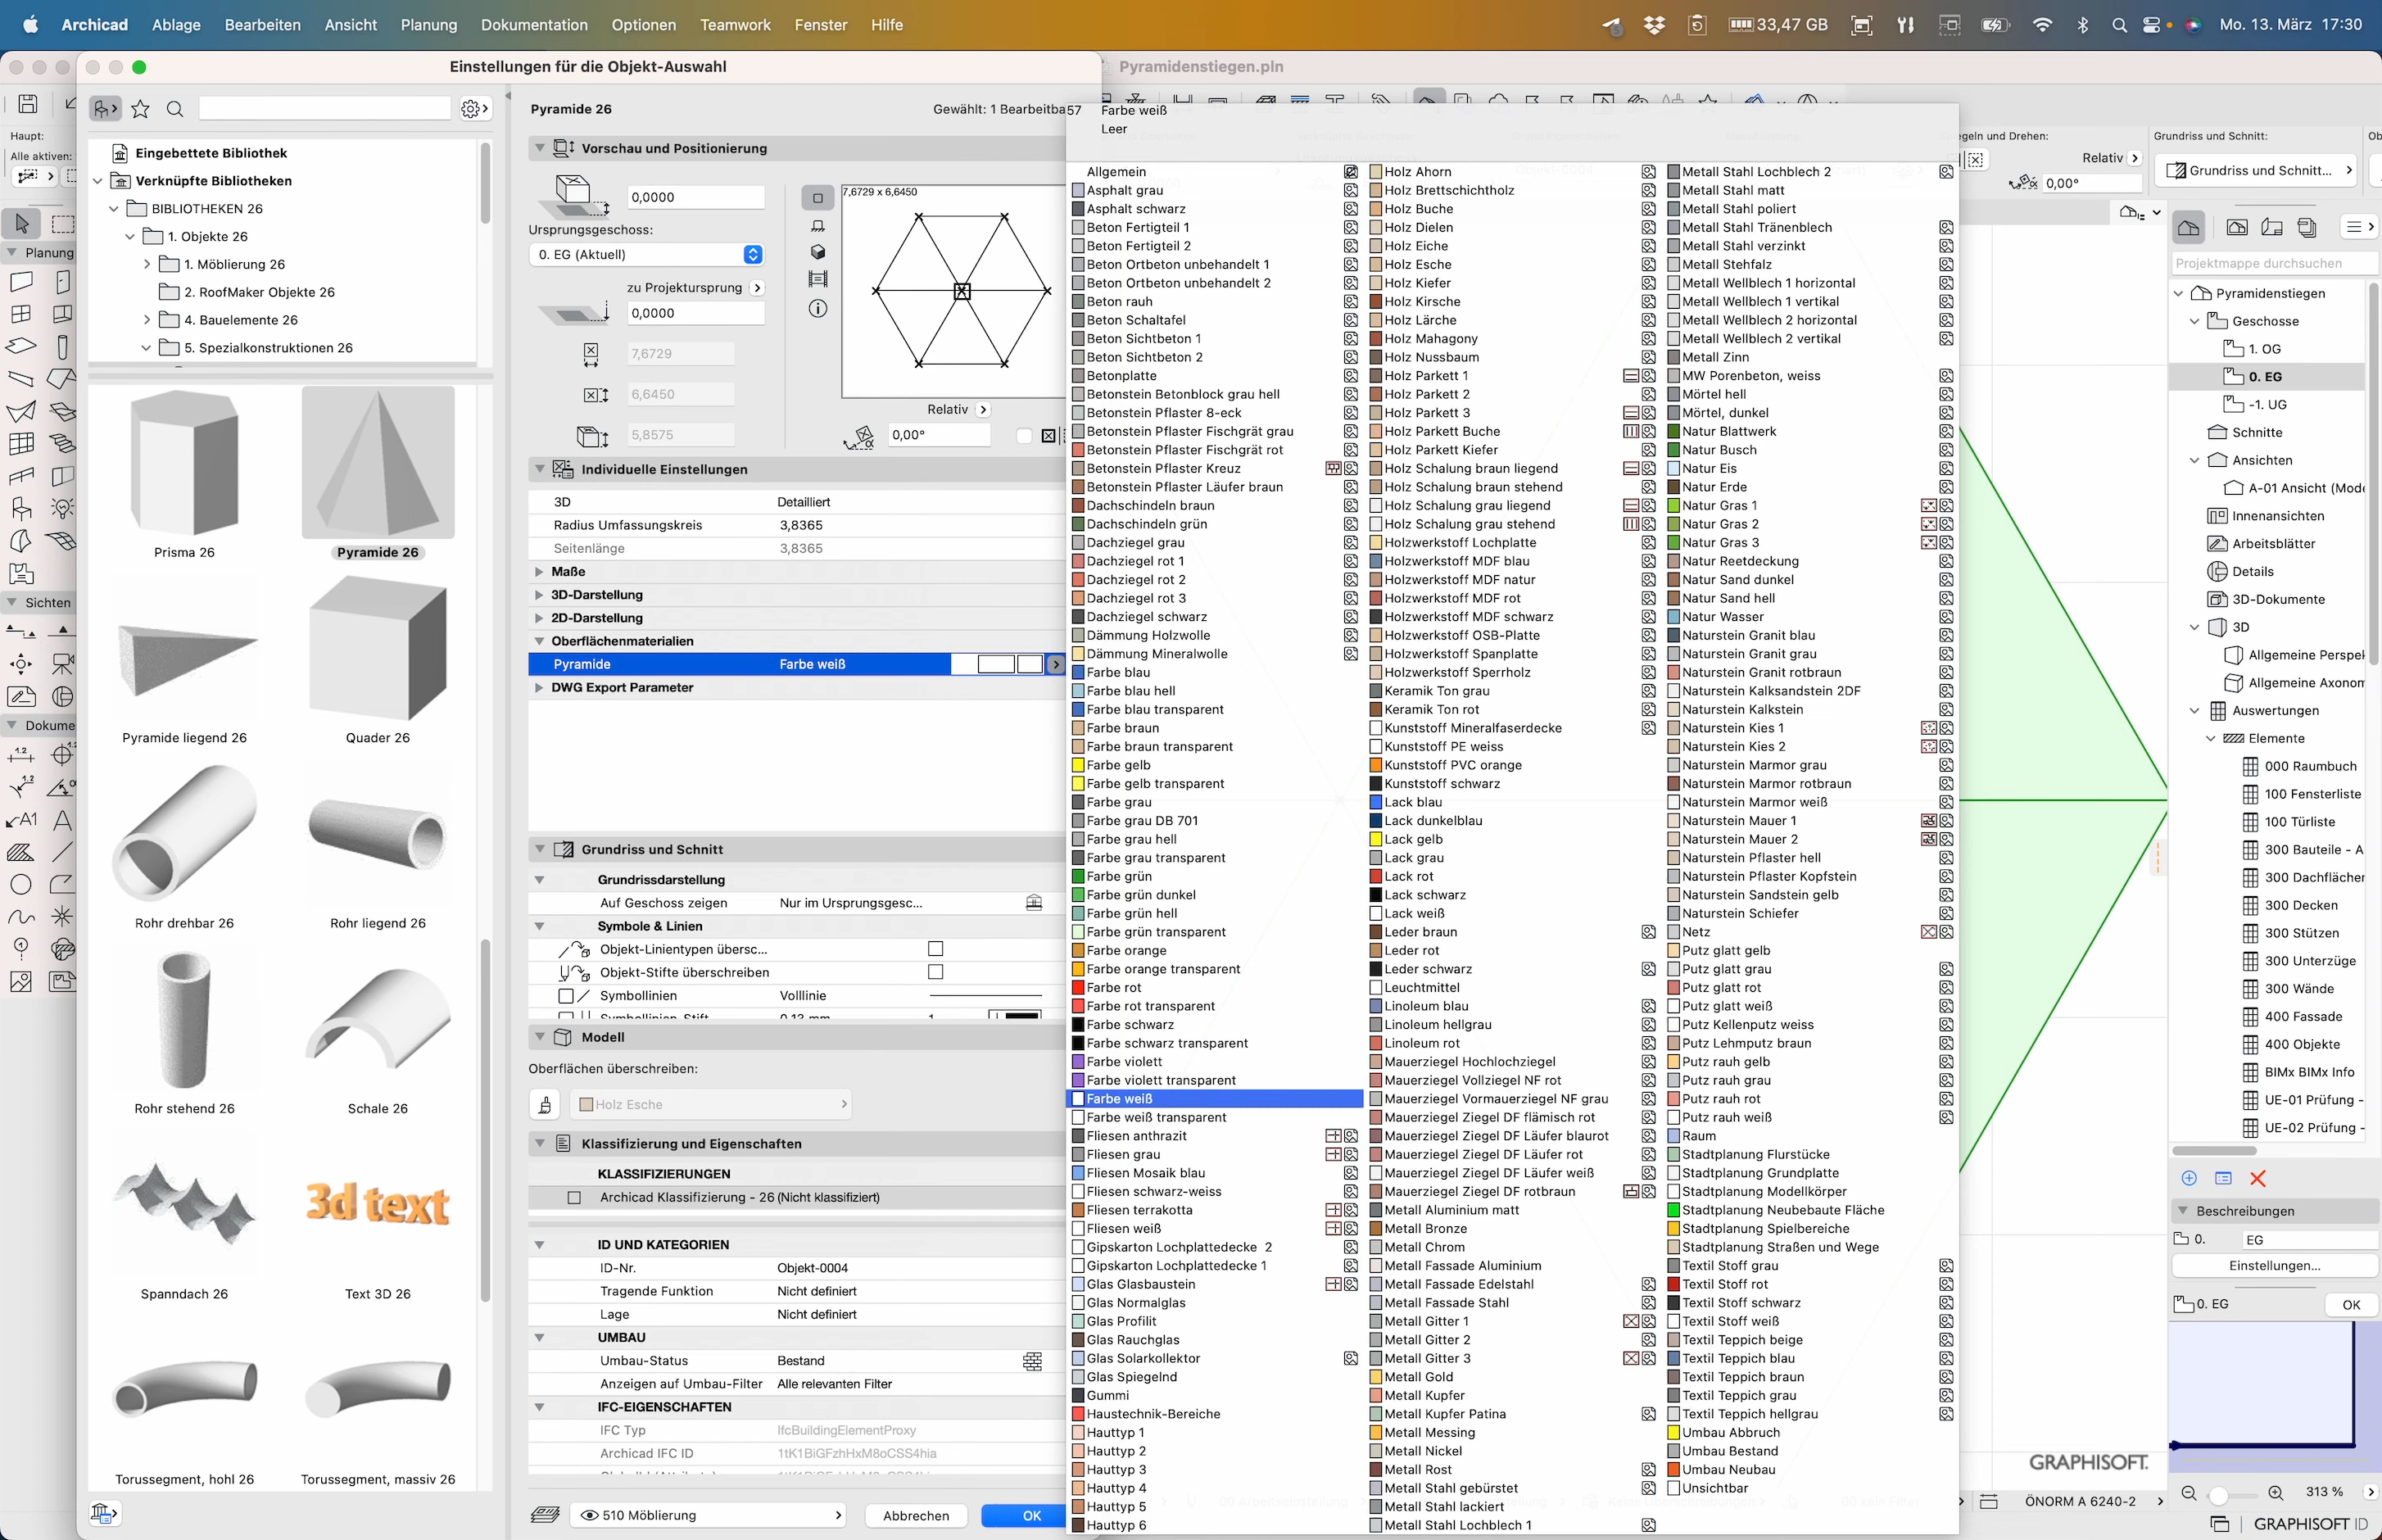 Archicad Ablage Bearbeiten Ansicht Planung Dokumentation Optionen Teamwork Fenster Hilfe 33,47 GB Mo. 13. März 17:30
Einstellungen für die Objekt-Auswahl
Pyramidenstiegen.pln
Haupt:
Alle aktiven:
Planung
Sichten
Dokume
Eingebettete Bibliothek
Verknüpfte Bibliotheken
BIBLIOTHEKEN 26
1. Objekte 26
1. Möblierung 26
2. RoofMaker Objekte 26
4. Bauelemente 26
5. Spezialkonstruktionen 26
Prisma 26
Pyramide 26
Pyramide liegend 26
Quader 26
Rohr drehbar 26
Rohr liegend 26
Rohr stehend 26
Schale 26
3d text
Spanndach 26
Text 3D 26
Torussegment, hohl 26
Torussegment, massiv 26
Pyramide 26
Gewählt: 1 Bearbeitba
Vorschau und Positionierung
0,0000
Ursprungsgeschoss:
0. EG (Aktuell)
zu Projektursprung
0,0000
7,6729
6,6450
5,8575
7,6729 x 6,6450
Relativ
0,00°
Individuelle Einstellungen
3D Detailliert
Radius Umfassungskreis 3,8365
Seitenlänge 3,8365
Maße
3D-Darstellung
2D-Darstellung
Oberflächenmaterialien
Pyramide Farbe weiß
DWG Export Parameter
Grundriss und Schnitt
Grundrissdarstellung
Auf Geschoss zeigen Nur im Ursprungsgesc...
Symbole & Linien
Objekt-Linientypen übersc...
Objekt-Stifte überschreiben
Symbollinien Volllinie
Symbollinien-Stift 0.13 mm 1
Modell
Oberflächen überschreiben:
Holz Esche
Klassifizierung und Eigenschaften
KLASSIFIZIERUNGEN
Archicad Klassifizierung - 26 (Nicht klassifiziert)
ID UND KATEGORIEN
ID-Nr. Objekt-0004
Tragende Funktion Nicht definiert
Lage Nicht definiert
UMBAU
Umbau-Status Bestand
Anzeigen auf Umbau-Filter Alle relevanten Filter
IFC-EIGENSCHAFTEN
IFC Typ IfcBuildingElementProxy
Archicad IFC ID 1tK1BiGFzhHxM8oCSS4hia
510 Möblierung
Abbrechen
OK
57 Farbe weiß
Leer
Allgemein
Asphalt grau
Asphalt schwarz
Beton Fertigteil 1
Beton Fertigteil 2
Beton Ortbeton unbehandelt 1
Beton Ortbeton unbehandelt 2
Beton rauh
Beton Schaltafel
Beton Sichtbeton 1
Beton Sichtbeton 2
Betonplatte
Betonstein Betonblock grau hell
Betonstein Pflaster 8-eck
Betonstein Pflaster Fischgrät grau
Betonstein Pflaster Fischgrät rot
Betonstein Pflaster Kreuz
Betonstein Pflaster Läufer braun
Dachschindeln braun
Dachschindeln grün
Dachziegel grau
Dachziegel rot 1
Dachziegel rot 2
Dachziegel rot 3
Dachziegel schwarz
Dämmung Holzwolle
Dämmung Mineralwolle
Farbe blau
Farbe blau hell
Farbe blau transparent
Farbe braun
Farbe braun transparent
Farbe gelb
Farbe gelb transparent
Farbe grau
Farbe grau DB 701
Farbe grau hell
Farbe grau transparent
Farbe grün
Farbe grün dunkel
Farbe grün hell
Farbe grün transparent
Farbe orange
Farbe orange transparent
Farbe rot
Farbe rot transparent
Farbe schwarz
Farbe schwarz transparent
Farbe violett
Farbe violett transparent
Farbe weiß
Farbe weiß transparent
Fliesen anthrazit
Fliesen grau
Fliesen Mosaik blau
Fliesen schwarz-weiss
Fliesen terrakotta
Fliesen weiß
Gipskarton Lochplattedecke 2
Gipskarton Lochplattedecke 1
Glas Glasbaustein
Glas Normalglas
Glas Profilit
Glas Rauchglas
Glas Solarkollektor
Glas Spiegelnd
Gummi
Haustechnik-Bereiche
Hauttyp 1
Hauttyp 2
Hauttyp 3
Hauttyp 4
Hauttyp 5
Hauttyp 6
Holz Ahorn
Holz Brettschichtholz
Holz Buche
Holz Dielen
Holz Eiche
Holz Esche
Holz Kiefer
Holz Kirsche
Holz Lärche
Holz Mahagony
Holz Nussbaum
Holz Parkett 1
Holz Parkett 2
Holz Parkett 3
Holz Parkett Buche
Holz Parkett Kiefer
Holz Schalung braun liegend
Holz Schalung braun stehend
Holz Schalung grau liegend
Holz Schalung grau stehend
Holzwerkstoff Lochplatte
Holzwerkstoff MDF blau
Holzwerkstoff MDF natur
Holzwerkstoff MDF rot
Holzwerkstoff MDF schwarz
Holzwerkstoff OSB-Platte
Holzwerkstoff Spanplatte
Holzwerkstoff Sperrholz
Keramik Ton grau
Keramik Ton rot
Kunststoff Mineralfaserdecke
Kunststoff PE weiss
Kunststoff PVC orange
Kunststoff schwarz
Lack blau
Lack dunkelblau
Lack gelb
Lack grau
Lack rot
Lack schwarz
Lack weiß
Leder braun
Leder rot
Leder schwarz
Leuchtmittel
Linoleum blau
Linoleum hellgrau
Linoleum rot
Mauerziegel Hochlochziegel
Mauerziegel Vollziegel NF rot
Mauerziegel Vormauerziegel NF grau
Mauerziegel Ziegel DF flämisch rot
Mauerziegel Ziegel DF Läufer blaurot
Mauerziegel Ziegel DF Läufer rot
Mauerziegel Ziegel DF Läufer weiß
Mauerziegel Ziegel DF rotbraun
Metall Aluminium matt
Metall Bronze
Metall Chrom
Metall Fassade Aluminium
Metall Fassade Edelstahl
Metall Fassade Stahl
Metall Gitter 1
Metall Gitter 2
Metall Gitter 3
Metall Gold
Metall Kupfer
Metall Kupfer Patina
Metall Messing
Metall Nickel
Metall Rost
Metall Stahl gebürstet
Metall Stahl lackiert
Metall Stahl Lochblech 1
Metall Stahl Lochblech 2
Metall Stahl matt
Metall Stahl poliert
Metall Stahl Tränenblech
Metall Stahl verzinkt
Metall Stehfalz
Metall Wellblech 1 horizontal
Metall Wellblech 1 vertikal
Metall Wellblech 2 horizontal
Metall Wellblech 2 vertikal
Metall Zinn
MW Porenbeton, weiss
Mörtel hell
Mörtel, dunkel
Natur Blattwerk
Natur Busch
Natur Eis
Natur Erde
Natur Gras 1
Natur Gras 2
Natur Gras 3
Natur Reetdeckung
Natur Sand dunkel
Natur Sand hell
Natur Wasser
Naturstein Granit blau
Naturstein Granit grau
Naturstein Granit rotbraun
Naturstein Kalksandstein 2DF
Naturstein Kalkstein
Naturstein Kies 1
Naturstein Kies 2
Naturstein Marmor grau
Naturstein Marmor rotbraun
Naturstein Marmor weiß
Naturstein Mauer 1
Naturstein Mauer 2
Naturstein Pflaster hell
Naturstein Pflaster Kopfstein
Naturstein Sandstein gelb
Naturstein Schiefer
Netz
Putz glatt gelb
Putz glatt grau
Putz glatt rot
Putz glatt weiß
Putz Kellenputz weiss
Putz Lehmputz braun
Putz rauh gelb
Putz rauh grau
Putz rauh rot
Putz rauh weiß
Raum
Stadtplanung Flurstücke
Stadtplanung Grundplatte
Stadtplanung Modellkörper
Stadtplanung Neubebaute Fläche
Stadtplanung Spielbereiche
Stadtplanung Straßen und Wege
Textil Stoff grau
Textil Stoff rot
Textil Stoff schwarz
Textil Stoff weiß
Textil Teppich beige
Textil Teppich blau
Textil Teppich braun
Textil Teppich grau
Textil Teppich hellgrau
Umbau Abbruch
Umbau Bestand
Umbau Neubau
Unsichtbar
egeln und Drehen:
Relativ
0,00°
Grundriss und Schnitt:
Grundriss und Schnitt...
Ob
Projektmappe durchsuchen
Pyramidenstiegen
Geschosse
1. OG
0. EG
-1. UG
Schnitte
Ansichten
A-01 Ansicht (Mode
Innenansichten
Arbeitsblätter
Details
3D-Dokumente
3D
Allgemeine Perspek
Allgemeine Axonom
Auswertungen
Elemente
000 Raumbuch
100 Fensterliste
100 Türliste
300 Bauteile - A
300 Dachflächen
300 Decken
300 Stützen
300 Unterzüge
300 Wände
400 Fassade
400 Objekte
BIMx BIMx Info
UE-01 Prüfung -
UE-02 Prüfung -
Beschreibungen
0. EG
Einstellungen...
0. EG OK
GRAPHISOFT.
313 %
ÖNORM A 6240-2
GRAPHISOFT ID